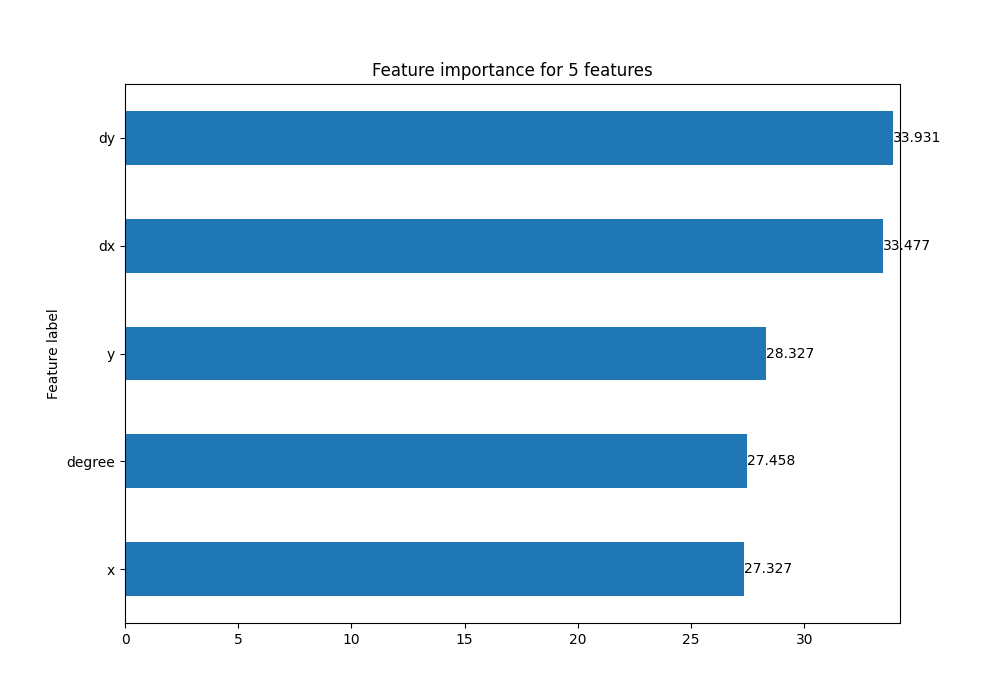 Feature importance for 5 features
dy
33.931
dx
33.477
Feature label
y
28.327
degree
27.458
x
27.327
0 5 10 15 20 25 30